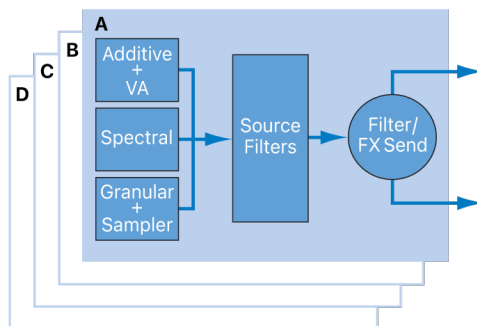 A
B
C
D
Additive
+
VA
Spectral
Granular
+
Sampler
Source
Filters
Filter/
FX Send